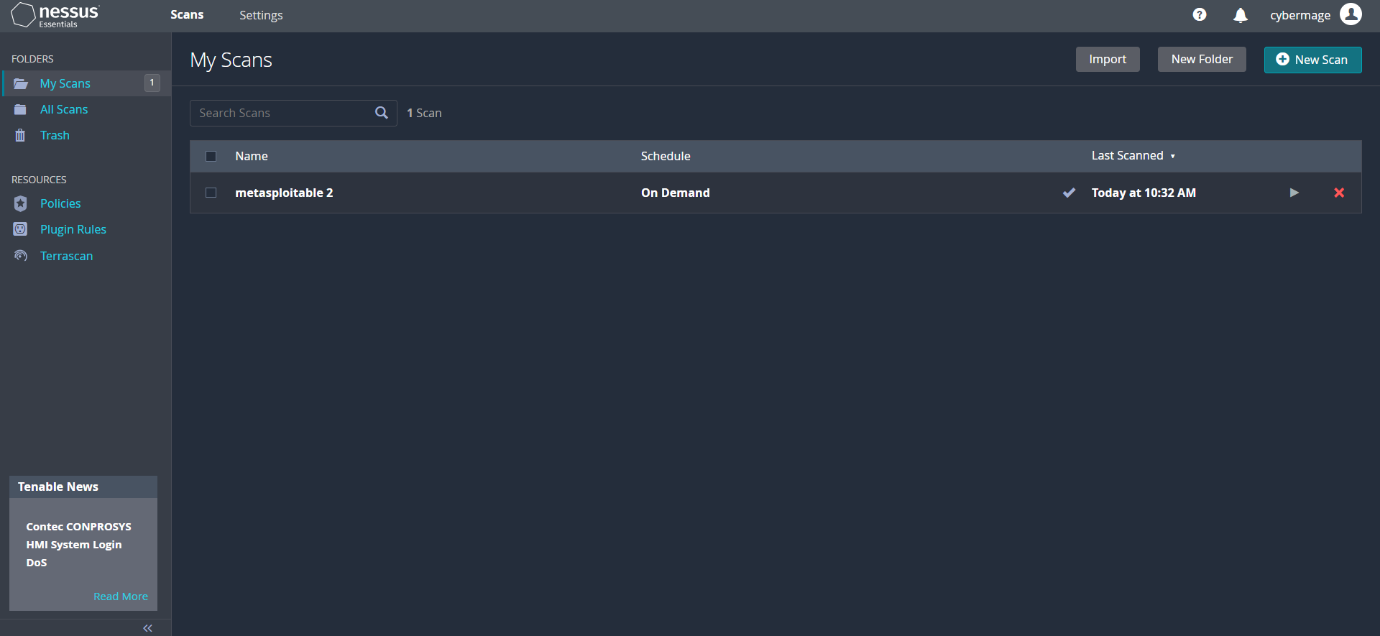 nessus
Essentials
Scans
Settings
cybermage
FOLDERS
My Scans
1
All Scans
Trash
RESOURCES
Policies
Plugin Rules
Terrascan
Tenable News
Contec CONPROSYS
HMI System Login
DoS
Read More
My Scans
Import
New Folder
New Scan
Search Scans
1 Scan
Name
Schedule
Last Scanned
metasploitable 2
On Demand
Today at 10:32 AM